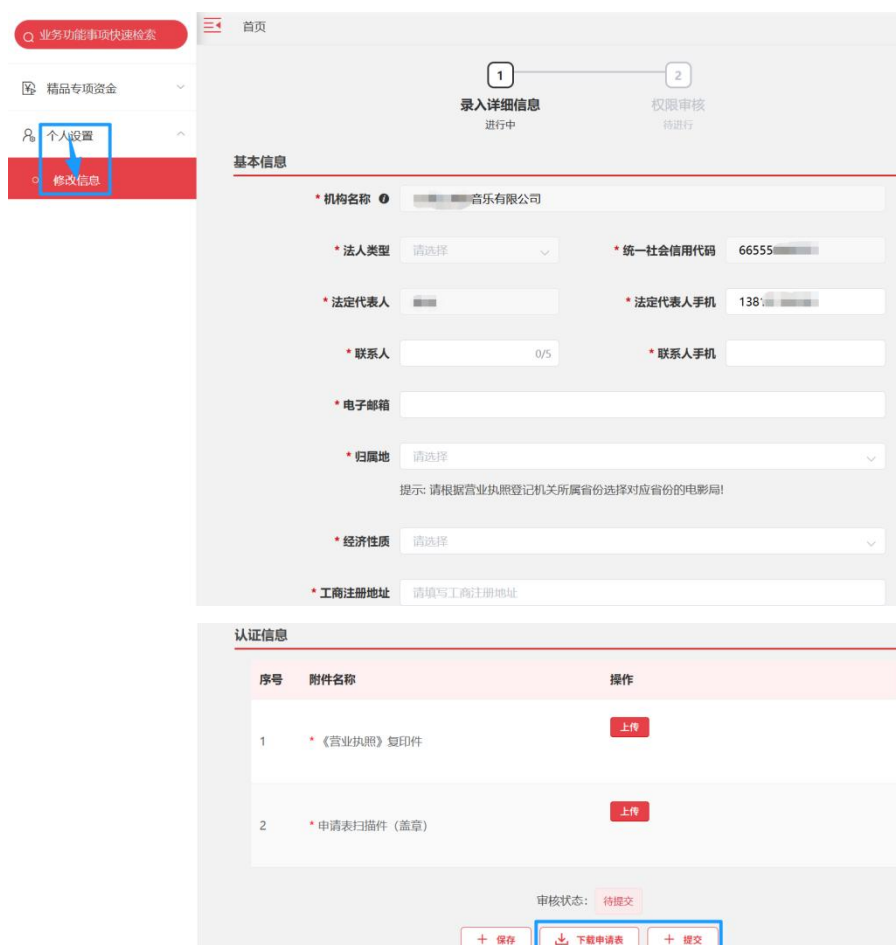 业务功能事项快速检索
首页
精品专项资金
个人设置
修改信息
1
2
录入详细信息
权限审核
进行中
待进行
基本信息
* 机构名称
音乐有限公司
* 法人类型
请选择
* 统一社会信用代码
66555
* 法定代表人
* 法定代表人手机
138
* 联系人
0/5
* 联系人手机
* 电子邮箱
* 归属地
请选择
提示: 请根据营业执照登记机关所属省份选择对应省份的电影局!
* 经济性质
请选择
* 工商注册地址
请填写工商注册地址
认证信息
序号 附件名称 操作
上传
1 * 《营业执照》复印件
上传
2 * 申请表扫描件（盖章）
审核状态: 待提交
+ 保存 下载申请表 + 提交